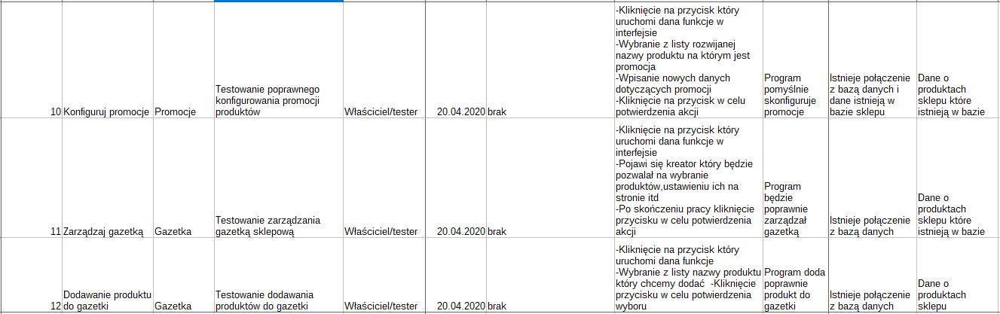 10
Konfiguruj promocje
Promocje
Testowanie poprawnego
konfigurowania promocji
produktów
Właściciel/tester
20.04.2020
brak
-Kliknięcie na przycisk który
uruchomi dana funkcje w
interfejsie
-Wybranie z listy rozwijanej
nazwy produktu na którym jest
promocja
-Wpisanie nowych danych
dotyczących promocji
-Kliknięcie na przycisk w celu
potwierdzenia akcji
Program
pomyślnie
skonfiguruje
promocje
Istnieje połączenie
z bazą danych i
dane istnieją w
bazie sklepu
Dane o
produktach
sklepu które
istnieją w bazie
11
Zarządzaj gazetką
Gazetka
Testowanie zarządzania
gazetką sklepową
Właściciel/tester
20.04.2020
brak
-Kliknięcie na przycisk który
uruchomi dana funkcje w
interfejsie
-Pojawi się kreator który będzie
pozwalał na wybranie
produktów,ustawieniu ich na
stronie itd
-Po skończeniu pracy kliknięcie
przycisku w celu potwierdzenia
akcji
Program
będzie
poprawnie
zarządzał
gazetką
Istnieje połączenie
z bazą danych
Dane o
produktach
sklepu które
istnieją w bazie
12
Dodawanie produktu
do gazetki
Gazetka
Testowanie dodawania
produktów do gazetki
Właściciel/tester
20.04.2020
brak
-Kliknięcie na przycisk który
uruchomi dana funkcje
-Wybranie z listy nazwy produktu
który chcemy dodać  -Kliknięcie
przycisku w celu potwierdzenia
wyboru
Program doda
poprawnie
produkt do
gazetki
Istnieje połączenie
z bazą danych
Dane o
produktach
sklepu